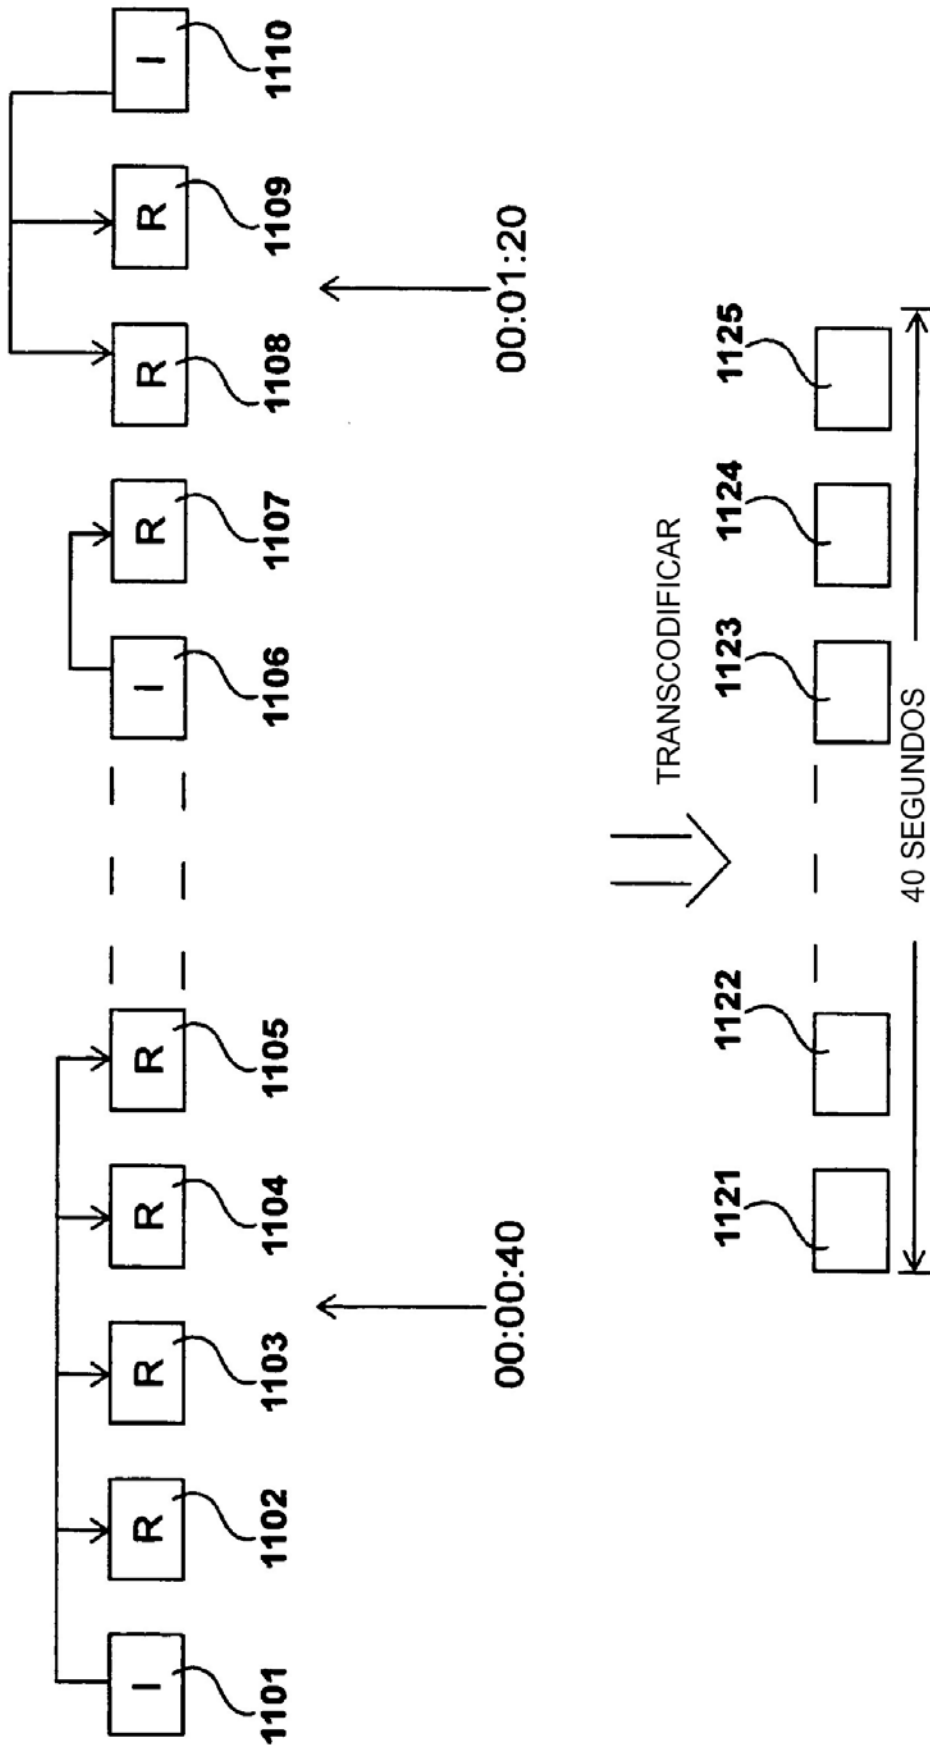 I R R R R I R R R I
1101 1102 1103 1104 1105 1106 1107 1108 1109 1110
00:00:40 00:01:20
TRANSCODIFICAR
1121 1122 1123 1124 1125
40 SEGUNDOS